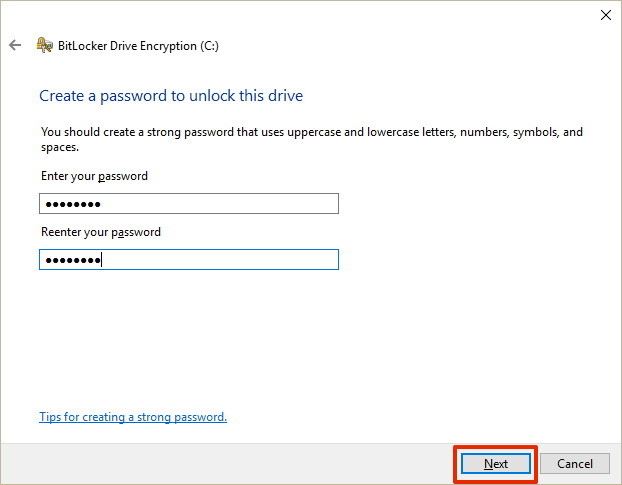 BitLocker Drive Encryption (C:)
Create a password to unlock this drive
You should create a strong password that uses uppercase and lowercase letters, numbers, symbols, and
spaces.
Enter your password
●●●●●●●●
Reenter your password
●●●●●●●●
Tips for creating a strong password.
Next
Cancel